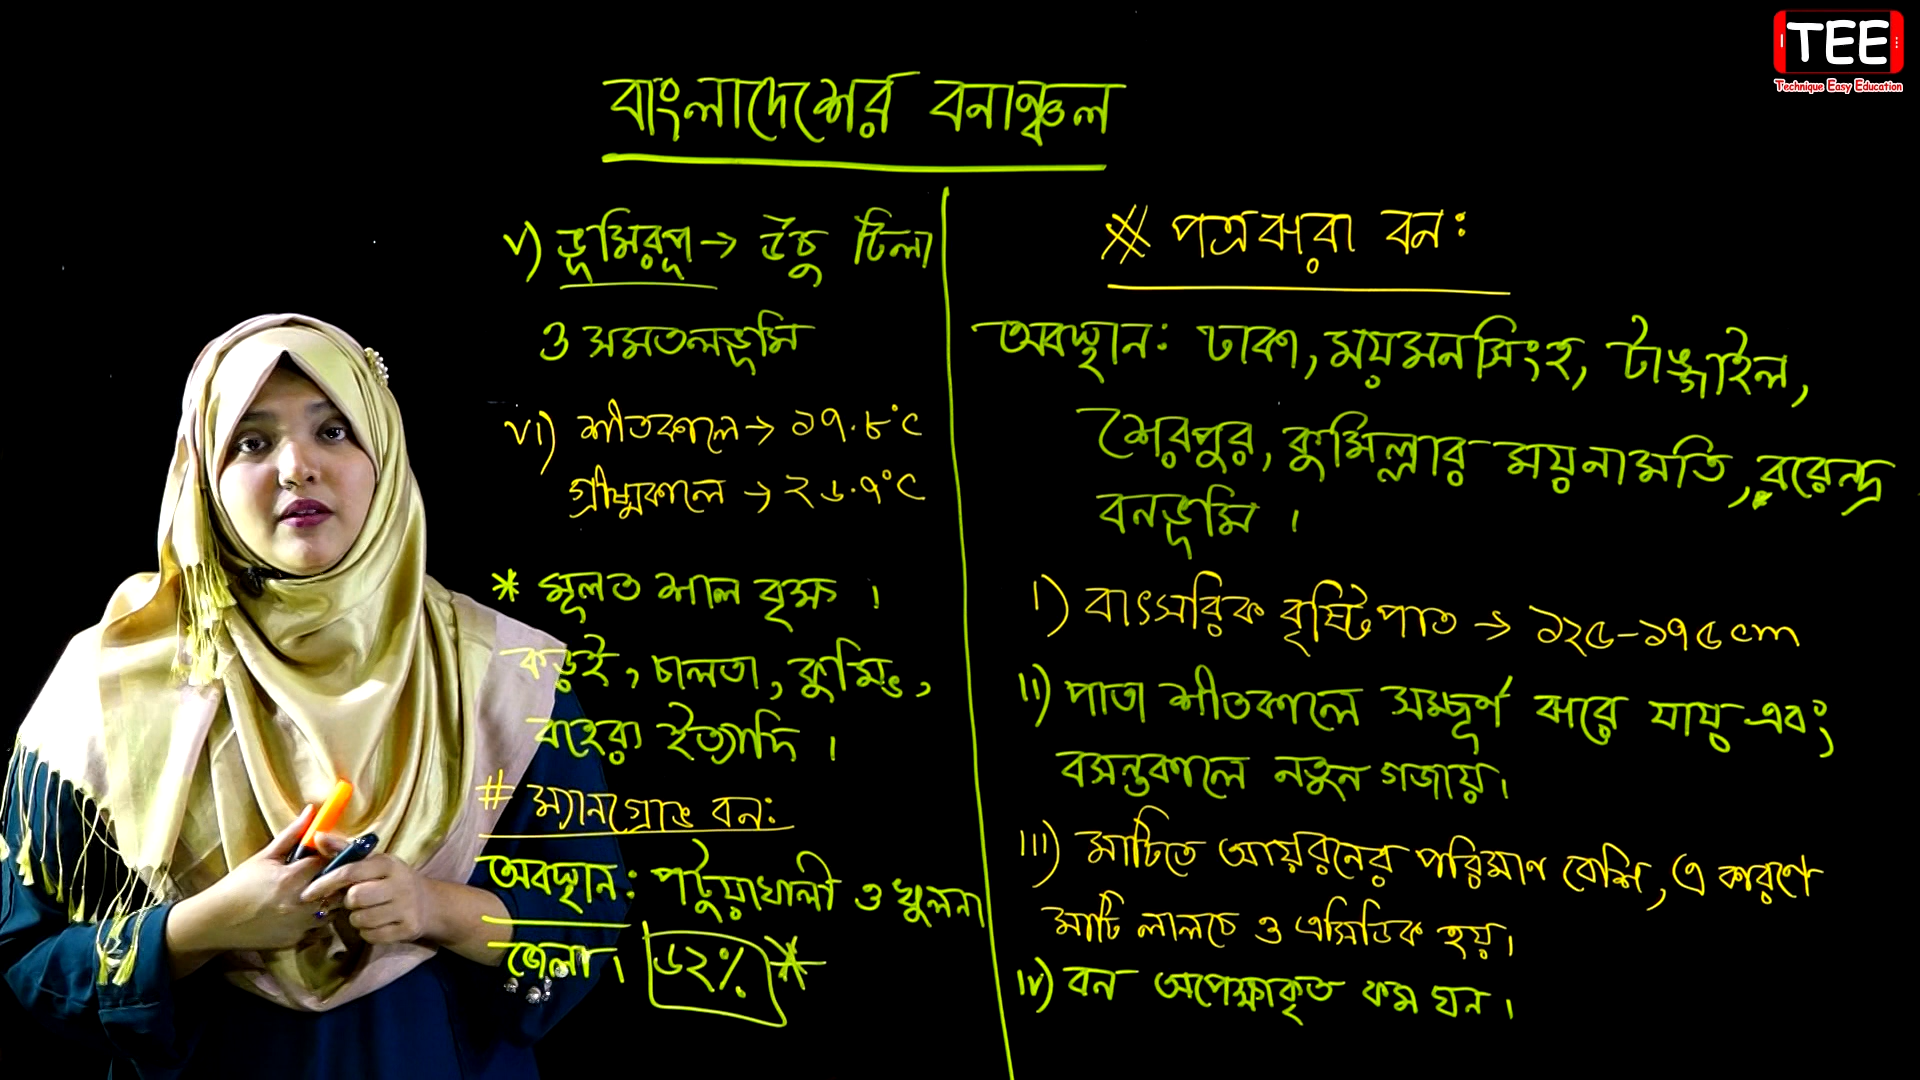 TEE
Technique Easy Education
বাংলাদেশের বনাঞ্চল
# পত্রঝরা বন:
অবস্থান: ঢাকা, ময়মনসিংহ, টাঙ্গাইল,
শেরপুর, কুমিল্লার ময়নামতি, বরেন্দ্র
বনভূমি ।
i) বাৎসরিক বৃষ্টিপাত → ১২৫-১৭৫ cm
ii) পাতা শীতকালে সম্পূর্ণ ঝরে যায় এবং,
বসন্তকালে নতুন গজায়।
iii) মাটিতে আয়রনের পরিমান বেশি, এ কারণে
মাটি লালচে ও এসিডিক হয়।
iv) বন অপেক্ষাকৃত কম ঘন ।
v) ভূমিরূপ → উঁচু টিলা
ও সমতলভূমি
vi) শীতকালে → ১৭.৮°C
গ্রীষ্মকালে → ২৬.৭°C
* মূলত শাল বৃক্ষ ।
কড়ই, চালতা, কুম্ভি,
বহেরা ইত্যাদি ।
# ম্যানগ্রোভ বন:
অবস্থান: পটুয়াখালী ও খুলনা
জেলা। ৬২% *